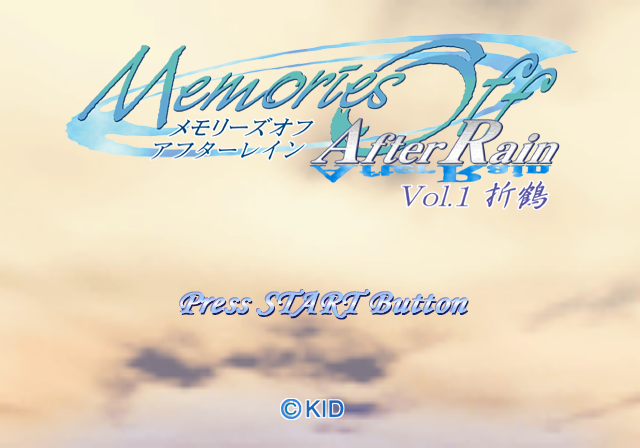 Memories Off
メモリーズオフ
アフターレイン
After Rain
Vol.1 折鶴
Press START Button
©KID